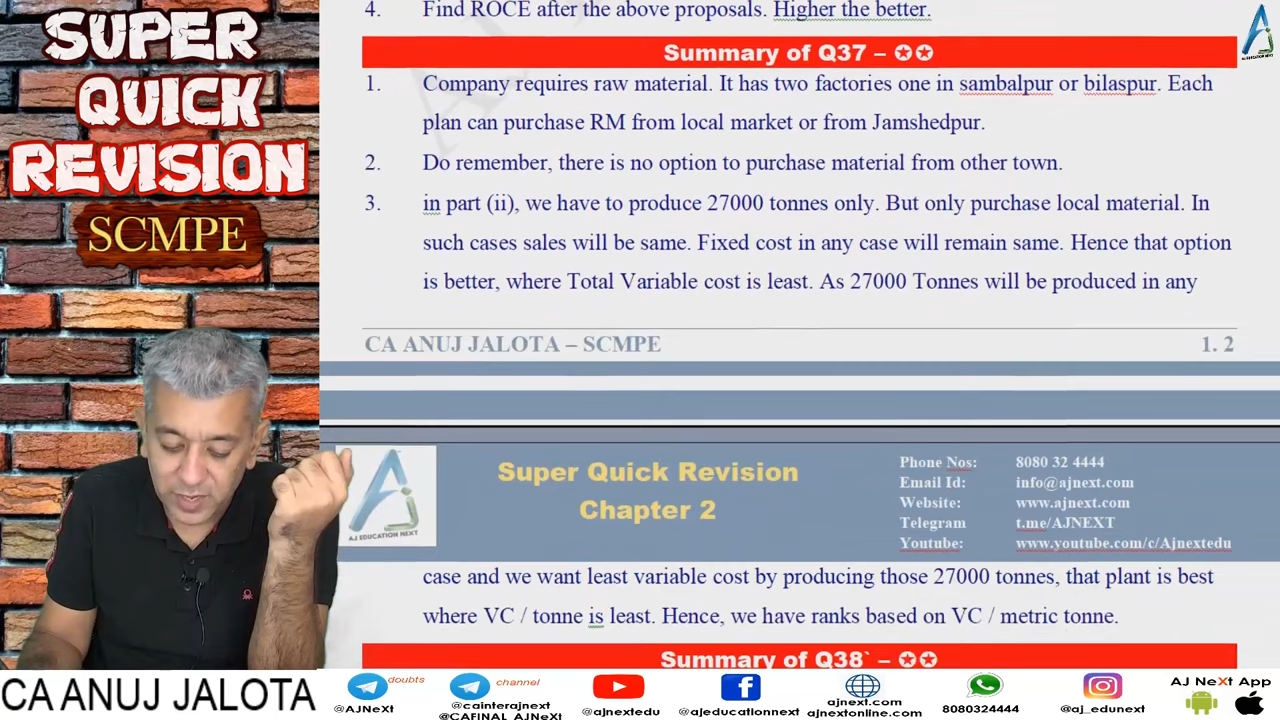 SUPER
QUICK
REVISION
SCMPE
4. Find ROCE after the above proposals. Higher the better.
Summary of Q37 – ✪✪
1. Company requires raw material. It has two factories one in sambalpur or bilaspur. Each
plan can purchase RM from local market or from Jamshedpur.
2. Do remember, there is no option to purchase material from other town.
3. in part (ii), we have to produce 27000 tonnes only. But only purchase local material. In
such cases sales will be same. Fixed cost in any case will remain same. Hence that option
is better, where Total Variable cost is least. As 27000 Tonnes will be produced in any
CA ANUJ JALOTA – SCMPE 1. 2
AJ EDUCATION NEXT
Super Quick Revision
Chapter 2
Phone Nos: 8080 32 4444
Email Id: info@ajnext.com
Website: www.ajnext.com
Telegram t.me/AJNEXT
Youtube: www.youtube.com/c/Ajnextedu
case and we want least variable cost by producing those 27000 tonnes, that plant is best
where VC / tonne is least. Hence, we have ranks based on VC / metric tonne.
Summary of Q38` – ✪✪
CA ANUJ JALOTA
doubts
@AJNeXt
channel
@cainterajnext
@CAFINAL_AJNeXt
@ajnextedu
@ajeducationnext
ajnext.com
ajnextonline.com
8080324444
@aj_edunext
AJ NeXt App